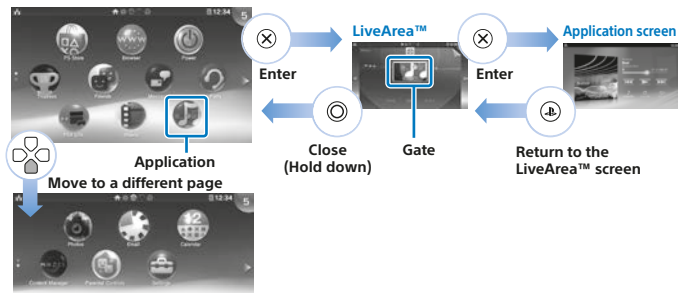 12:34
5
PS Store
Browser
Power
Friends
Party
Enter
LiveArea™
Enter
Application screen
Close
(Hold down)
Gate
Return to the
LiveArea™ screen
Application
Move to a different page
12:34
5
Photos
Email
12
Calendar
Content Manager
Parental Controls
Settings